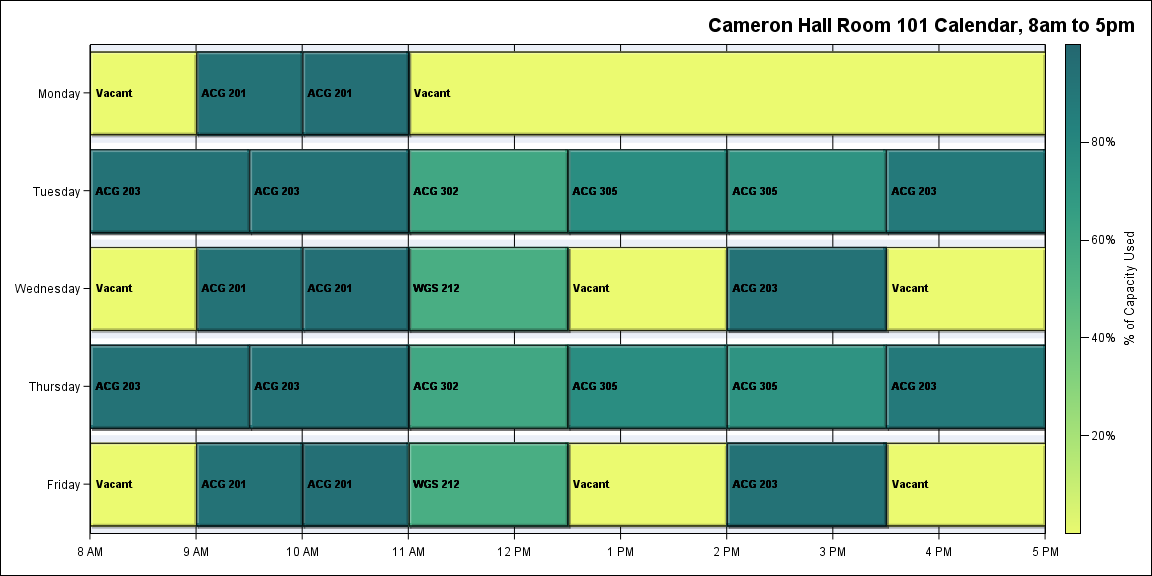 Cameron Hall Room 101 Calendar, 8am to 5pm
Monday
Vacant
ACG 201
ACG 201
Vacant
Tuesday
ACG 203
ACG 203
ACG 302
ACG 305
ACG 305
ACG 203
Wednesday
Vacant
ACG 201
ACG 201
WGS 212
Vacant
ACG 203
Vacant
Thursday
ACG 203
ACG 203
ACG 302
ACG 305
ACG 305
ACG 203
Friday
Vacant
ACG 201
ACG 201
WGS 212
Vacant
ACG 203
Vacant
8 AM
9 AM
10 AM
11 AM
12 PM
1 PM
2 PM
3 PM
4 PM
5 PM
80%
60%
40%
20%
% of Capacity Used